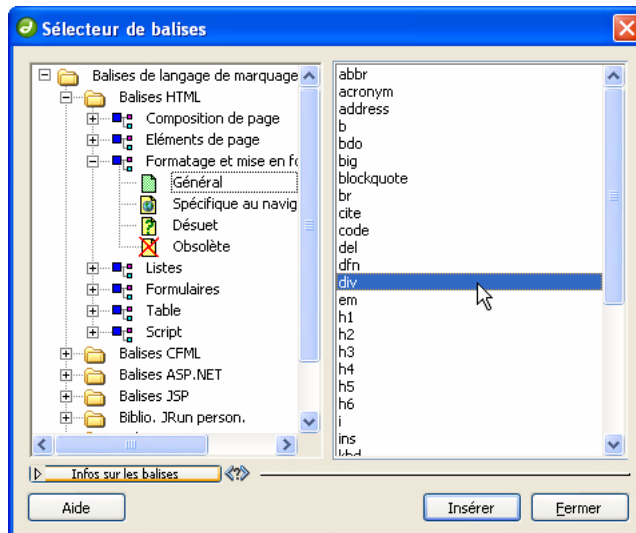 Sélecteur de balises
Balises de langage de marquage
Balises HTML
Composition de page
Eléments de page
Formatage et mise en fo
Général
Spécifique au navig
Désuet
Obsolète
Listes
Formulaires
Table
Script
Balises CFML
Balises ASP.NET
Balises JSP
Biblio. JRun person.
abbr
acronym
address
b
bdo
big
blockquote
br
cite
code
del
dfn
div
em
h1
h2
h3
h4
h5
h6
i
ins
kbd
Infos sur les balises
Aide
Insérer
Fermer